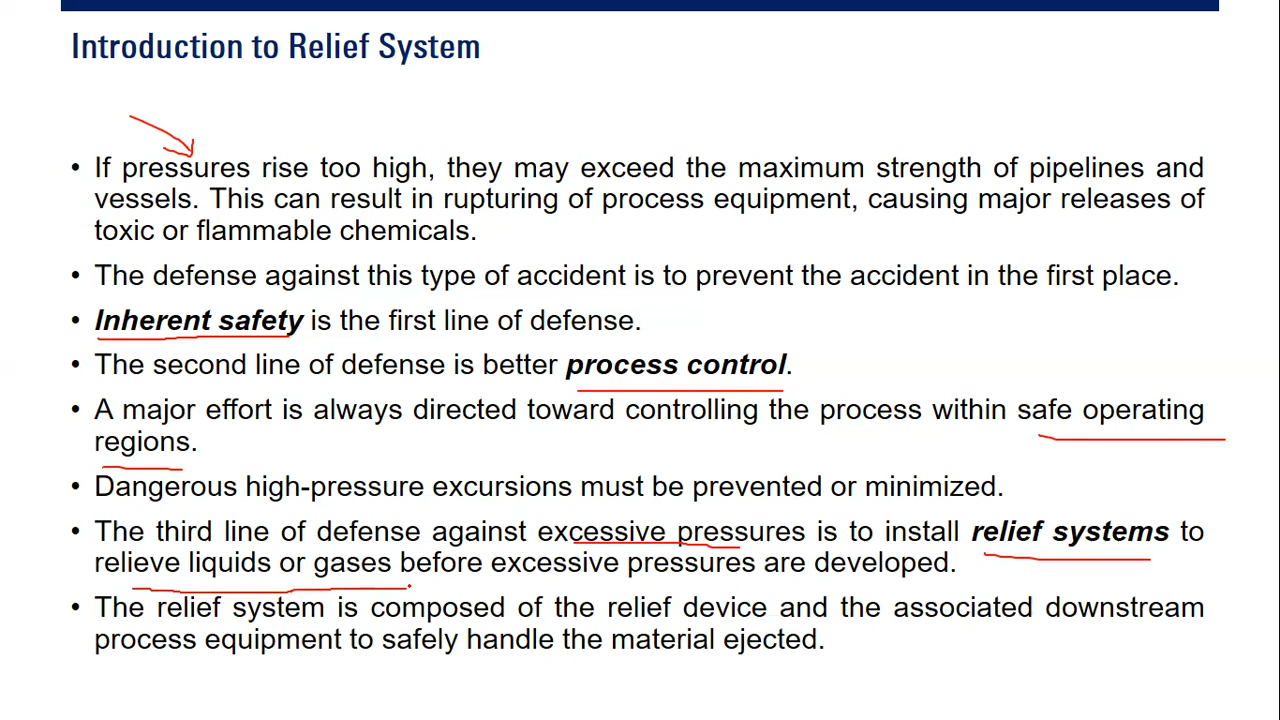 Introduction to Relief System
• If pressures rise too high, they may exceed the maximum strength of pipelines and
vessels. This can result in rupturing of process equipment, causing major releases of
toxic or flammable chemicals.
• The defense against this type of accident is to prevent the accident in the first place.
• Inherent safety is the first line of defense.
• The second line of defense is better process control.
• A major effort is always directed toward controlling the process within safe operating
regions.
• Dangerous high-pressure excursions must be prevented or minimized.
• The third line of defense against excessive pressures is to install relief systems to
relieve liquids or gases before excessive pressures are developed.
• The relief system is composed of the relief device and the associated downstream
process equipment to safely handle the material ejected.